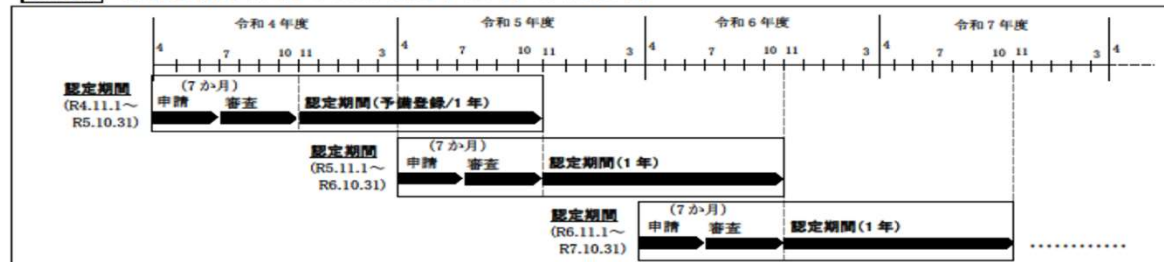 令和4年度 令和5年度 令和6年度 令和7年度
4 7 10 11 3 4 7 10 11 3 4 7 10 11 3 4 7 10 11 3 4
認定期間
(R4.11.1～
R5.10.31)
(7か月)
申請 審査 認定期間(予備登録/1年)
認定期間
(R5.11.1～
R6.10.31)
(7か月)
申請 審査 認定期間(1年)
認定期間
(R6.11.1～
R7.10.31)
(7か月)
申請 審査 認定期間(1年)
…………